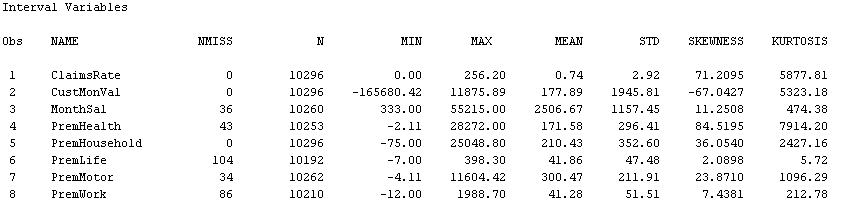 Interval Variables
Obs NAME NMISS N MIN MAX MEAN STD SKEWNESS KURTOSIS
1 ClaimsRate 0 10296 0.00 256.20 0.74 2.92 71.2095 5877.81
2 CustMonVal 0 10296 -165680.42 11875.89 177.89 1945.81 -67.0427 5323.18
3 MonthSal 36 10260 333.00 55215.00 2506.67 1157.45 11.2508 474.38
4 PremHealth 43 10253 -2.11 28272.00 171.58 296.41 84.5195 7914.20
5 PremHousehold 0 10296 -75.00 25048.80 210.43 352.60 36.0540 2427.16
6 PremLife 104 10192 -7.00 398.30 41.86 47.48 2.0898 5.72
7 PremMotor 34 10262 -4.11 11604.42 300.47 211.91 23.8710 1096.29
8 PremWork 86 10210 -12.00 1988.70 41.28 51.51 7.4381 212.78